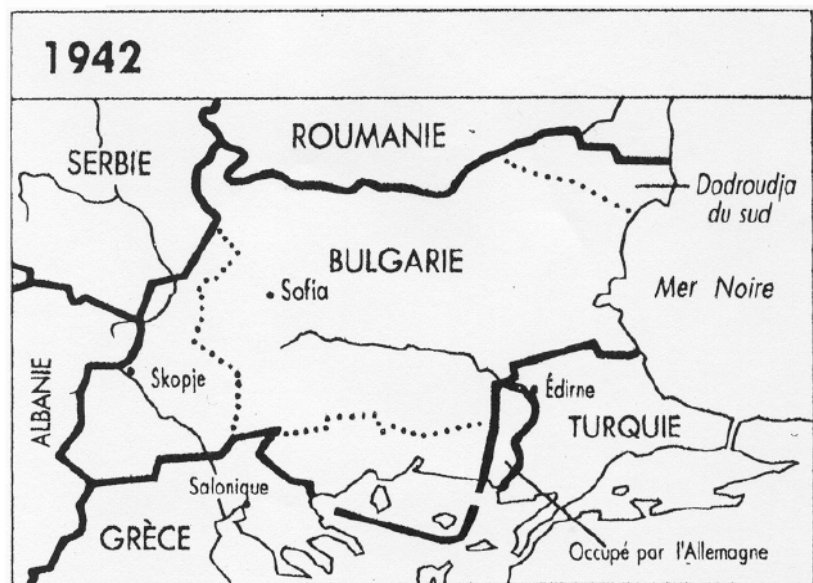 1942
ROUMANIE
SERBIE
Dodroudja
du sud
BULGARIE
Sofia
Mer Noire
ALBANIE
Skopje
Édirne
TURQUIE
Salonique
GRÈCE
Occupé par l'Allemagne